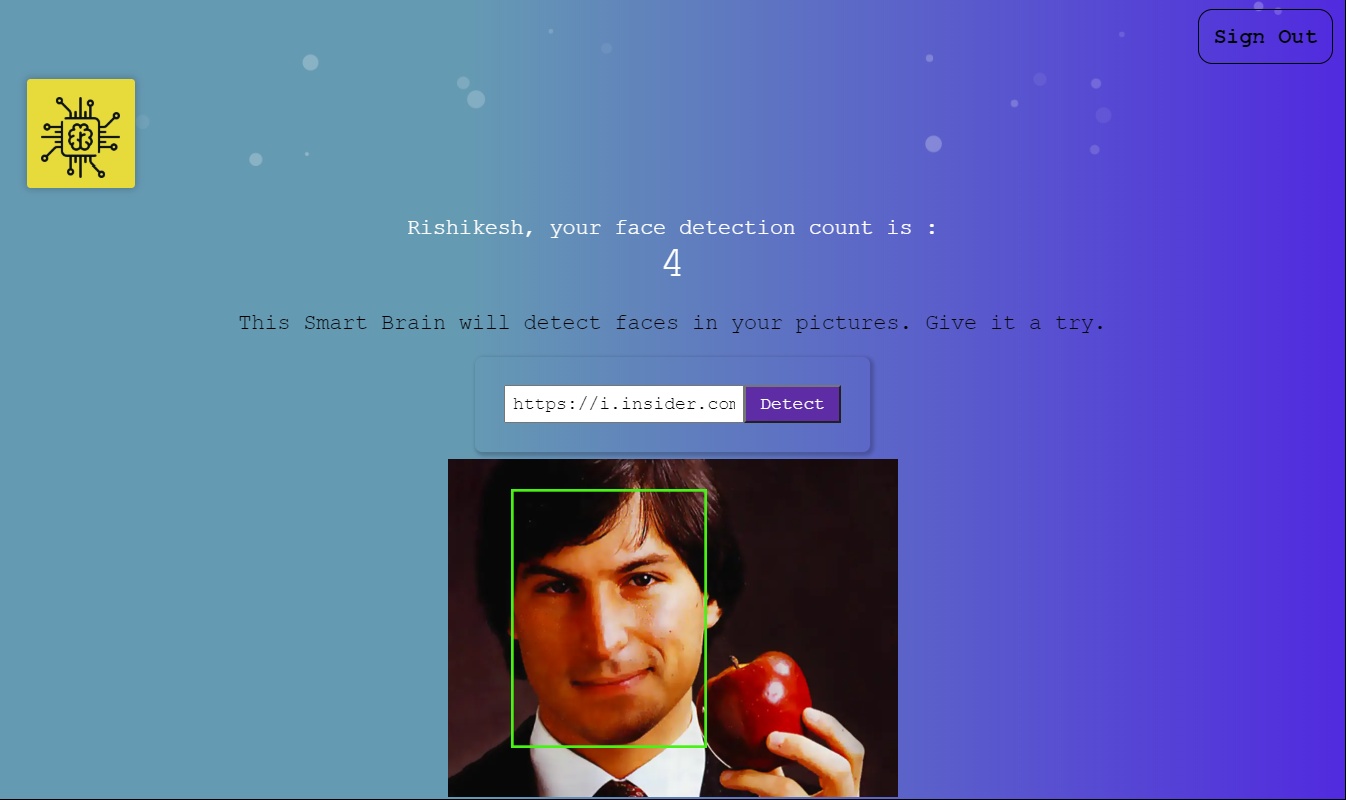 Sign Out
Rishikesh, your face detection count is :
4
This Smart Brain will detect faces in your pictures. Give it a try.
https://i.insider.com
Detect